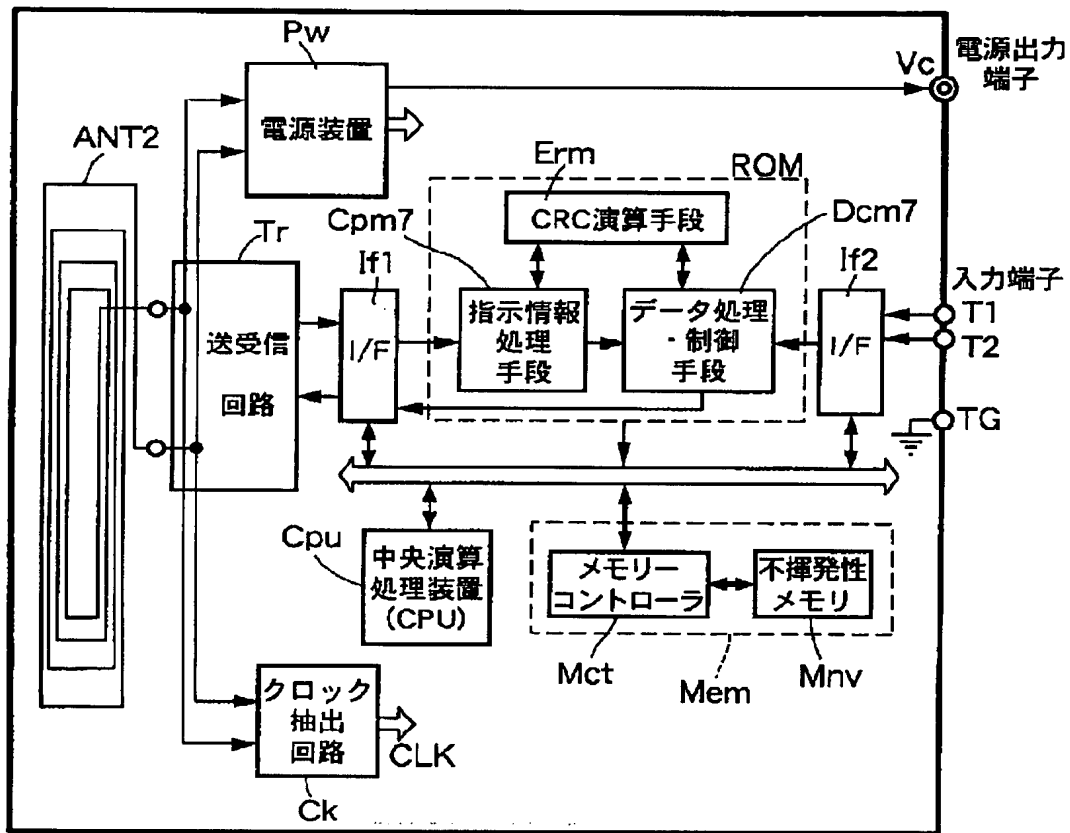 Pw
Vc
電源出力
端子
電源装置
ANT2
Erm
ROM
CRC演算手段
Cpm7
Dcm7
Tr
If1
If2
入力端子
指示情報
処理
手段
データ処理
・制御
手段
T1
T2
送受信
回路
I/F
I/F
TG
Cpu
中央演算
処理装置
(CPU)
メモリー
コントローラ
不揮発性
メモリ
Mct
Mem
Mnv
クロック
抽出
回路
CLK
Ck